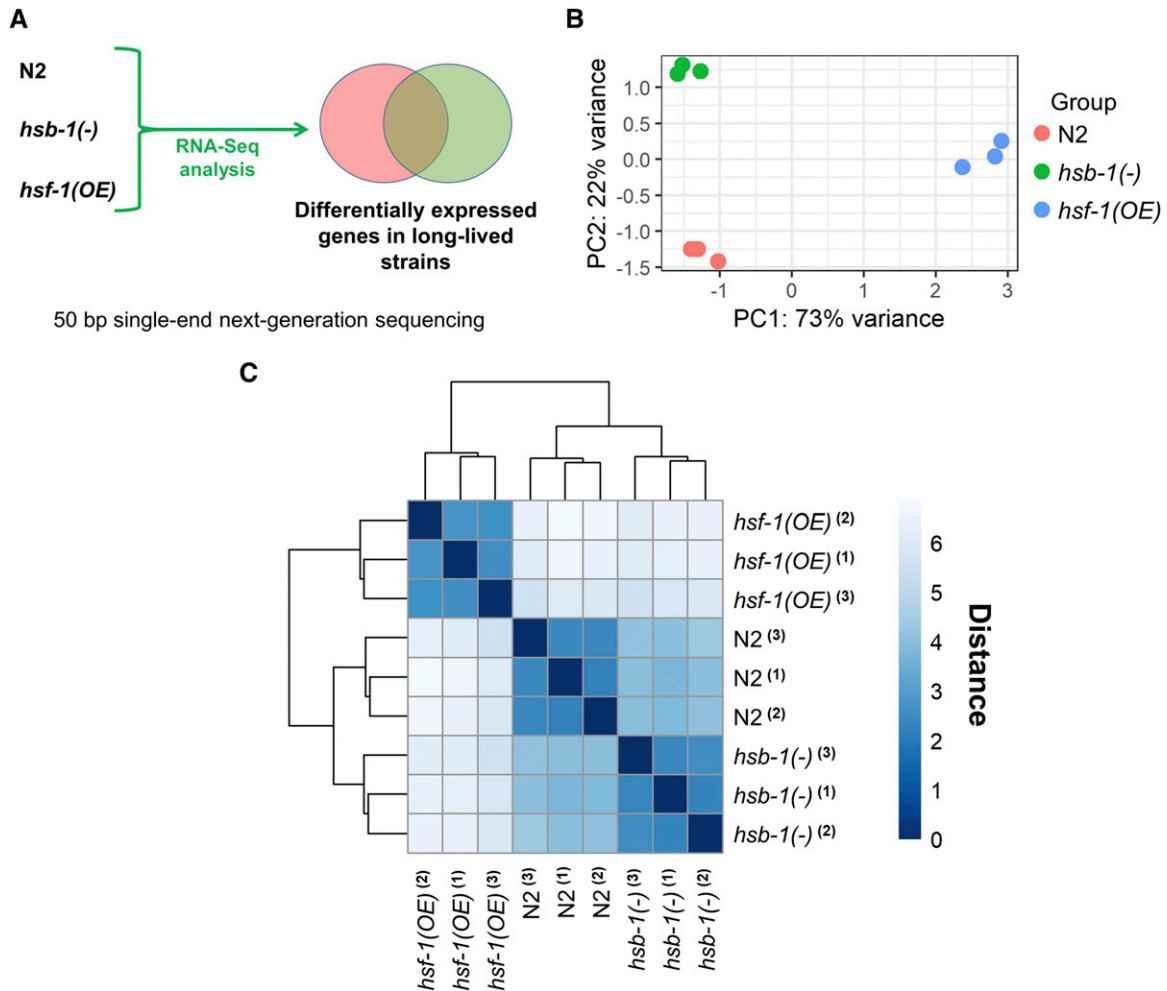 A
N2
hsb-1(-)
hsf-1(OE)
RNA-Seq
analysis
Differentially expressed
genes in long-lived
strains
50 bp single-end next-generation sequencing
B
PC2: 22% variance
1.0
0.5
0.0
-0.5
-1.0
-1.5
-1 0 1 2 3
PC1: 73% variance
Group
N2
hsb-1(-)
hsf-1(OE)
C
hsf-1(OE) (2)
hsf-1(OE) (1)
hsf-1(OE) (3)
N2 (3)
N2 (1)
N2 (2)
hsb-1(-) (3)
hsb-1(-) (1)
hsb-1(-) (2)
hsf-1(OE) (2)
hsf-1(OE) (1)
hsf-1(OE) (3)
N2 (3)
N2 (1)
N2 (2)
hsb-1(-) (3)
hsb-1(-) (1)
hsb-1(-) (2)
6
5
4
3
2
1
0
Distance